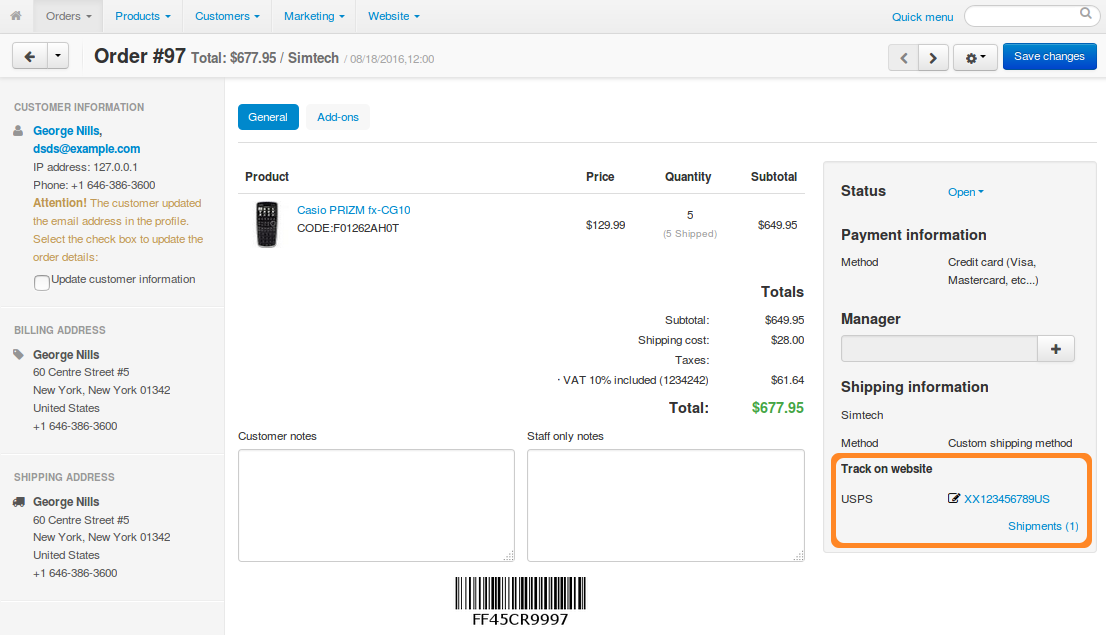 Orders Products Customers Marketing Website Quick menu
Order #97 Total: $677.95 / Simtech / 08/18/2016,12:00 Save changes
CUSTOMER INFORMATION
George Nills,
dsds@example.com
IP address: 127.0.0.1
Phone: +1 646-386-3600
Attention! The customer updated
the email address in the profile.
Select the check box to update the
order details:
Update customer information
BILLING ADDRESS
George Nills
60 Centre Street #5
New York, New York 01342
United States
+1 646-386-3600
SHIPPING ADDRESS
George Nills
60 Centre Street #5
New York, New York 01342
United States
+1 646-386-3600
General Add-ons
Product Price Quantity Subtotal
Casio PRIZM fx-CG10
CODE:F01262AH0T
$129.99
5
(5 Shipped)
$649.95
Totals
Subtotal: $649.95
Shipping cost: $28.00
Taxes:
· VAT 10% included (1234242) $61.64
Total: $677.95
Customer notes Staff only notes
FF45CR9997
Status Open
Payment information
Method Credit card (Visa,
Mastercard, etc...)
Manager
+
Shipping information
Simtech
Method Custom shipping method
Track on website
USPS XX123456789US
Shipments (1)